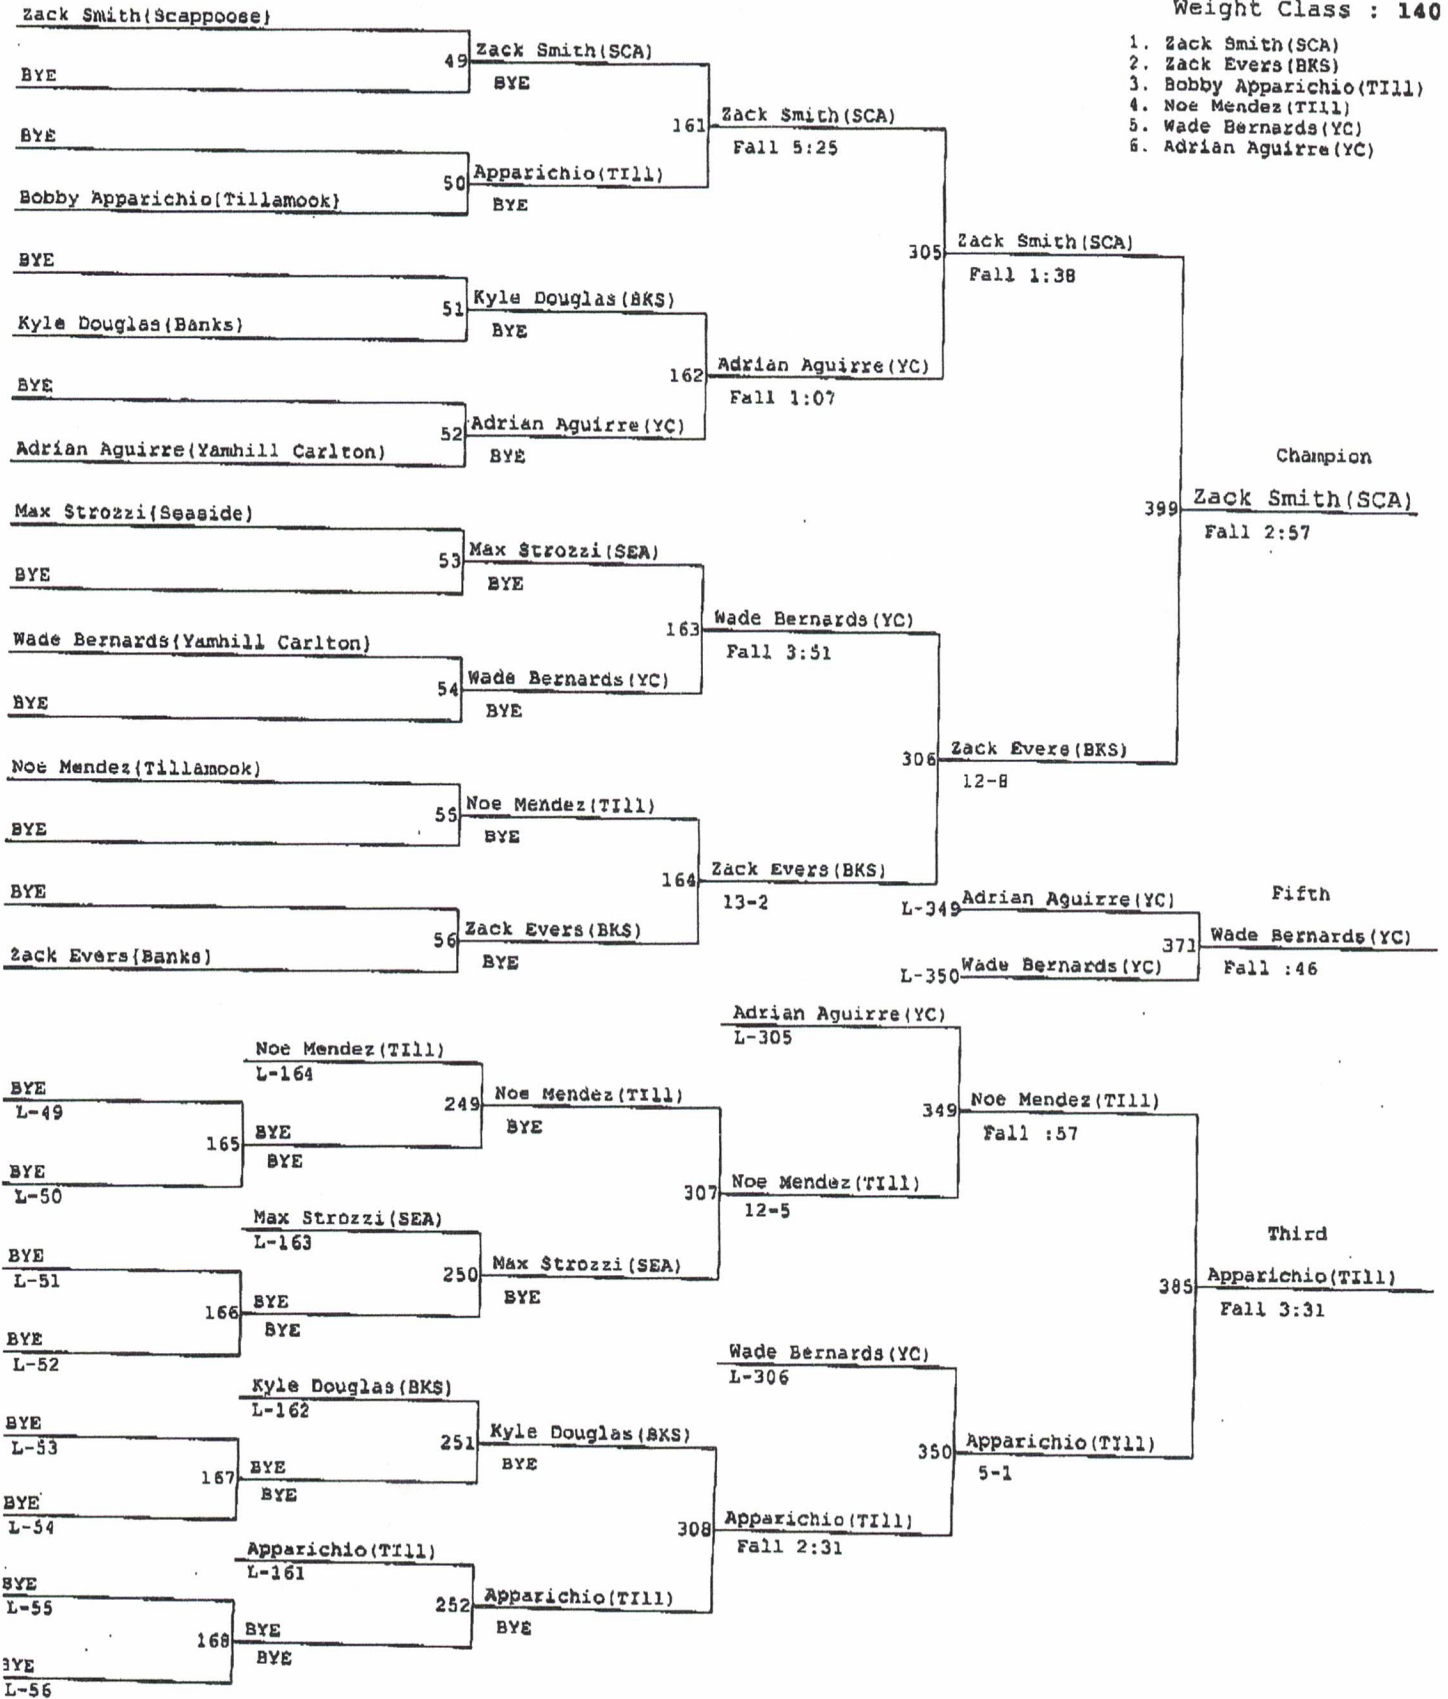 Weight Class : 140
1. Zack Smith(SCA)
2. Zack Evers(BKS)
3. Bobby Apparichio(TIll)
4. Noe Mendez(TIll)
5. Wade Bernards(YC)
6. Adrian Aguirre(YC)
Zack Smith(Scappoose)
49 Zack Smith(SCA)
BYE
BYE
161 Zack Smith(SCA)
Fall 5:25
BYE
50 Apparichio(TIll)
BYE
Bobby Apparichio(Tillamook)
305 Zack Smith(SCA)
Fall 1:38
BYE
51 Kyle Douglas(BKS)
BYE
Kyle Douglas(Banks)
162 Adrian Aguirre(YC)
Fall 1:07
BYE
52 Adrian Aguirre(YC)
BYE
Adrian Aguirre(Yamhill Carlton)
Champion
399 Zack Smith(SCA)
Fall 2:57
Max Strozzi(Seaside)
53 Max Strozzi(SEA)
BYE
BYE
163 Wade Bernards(YC)
Fall 3:51
Wade Bernards(Yamhill Carlton)
54 Wade Bernards(YC)
BYE
BYE
306 Zack Evers(BKS)
12-8
Noe Mendez(Tillamook)
55 Noe Mendez(TIll)
BYE
BYE
164 Zack Evers(BKS)
13-2
BYE
56 Zack Evers(BKS)
BYE
Zack Evers(Banks)
Fifth
L-349 Adrian Aguirre(YC)
371 Wade Bernards(YC)
Fall :46
L-350 Wade Bernards(YC)
Adrian Aguirre(YC)
L-305
Noe Mendez(TIll)
L-164
BYE
L-49
249 Noe Mendez(TIll)
BYE
349 Noe Mendez(TIll)
Fall :57
165 BYE
BYE
BYE
L-50
307 Noe Mendez(TIll)
12-5
Max Strozzi(SEA)
L-163
BYE
L-51
250 Max Strozzi(SEA)
BYE
Third
385 Apparichio(TIll)
Fall 3:31
166 BYE
BYE
BYE
L-52
Wade Bernards(YC)
L-306
Kyle Douglas(BKS)
L-162
BYE
L-53
251 Kyle Douglas(BKS)
BYE
350 Apparichio(TIll)
5-1
167 BYE
BYE
BYE
L-54
308 Apparichio(TIll)
Fall 2:31
Apparichio(TIll)
L-161
BYE
L-55
252 Apparichio(TIll)
BYE
168 BYE
BYE
BYE
L-56